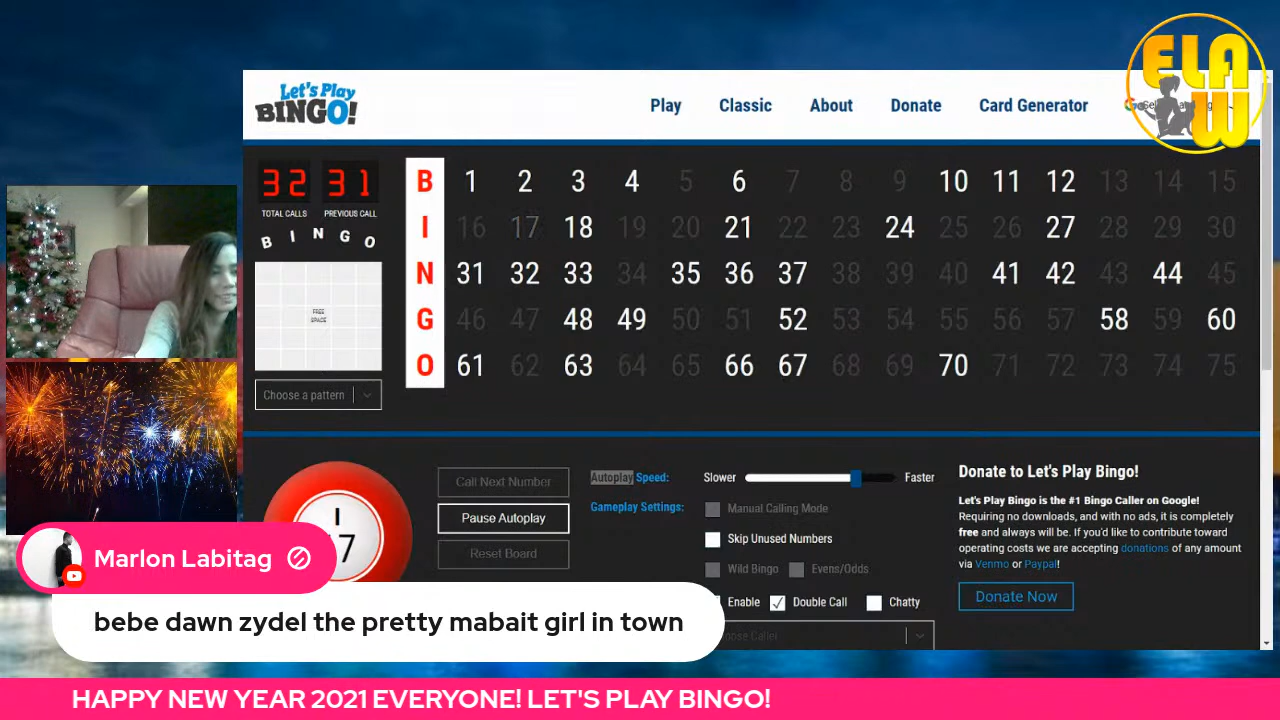 Let's Play
BINGO!
Play Classic About Donate Card Generator
ELA
W
32 31
TOTAL CALLS PREVIOUS CALL
B I N G O
FREE
SPACE
Choose a pattern
B 1 2 3 4 5 6 7 8 9 10 11 12 13 14 15
I 16 17 18 19 20 21 22 23 24 25 26 27 28 29 30
N 31 32 33 34 35 36 37 38 39 40 41 42 43 44 45
G 46 47 48 49 50 51 52 53 54 55 56 57 58 59 60
O 61 62 63 64 65 66 67 68 69 70 71 72 73 74 75
I
17
Call Next Number
Pause Autoplay
Reset Board
Autoplay Speed: Slower Faster
Gameplay Settings: Manual Calling Mode
Skip Unused Numbers
Wild Bingo Evens/Odds
Enable Double Call Chatty
Donate to Let's Play Bingo!
Let's Play Bingo is the #1 Bingo Caller on Google!
Requiring no downloads, and with no ads, it is completely
free and always will be. If you'd like to contribute toward
operating costs we are accepting donations of any amount
via Venmo or Paypal!
Donate Now
Marlon Labitag
bebe dawn zydel the pretty mabait girl in town
HAPPY NEW YEAR 2021 EVERYONE! LET'S PLAY BINGO!